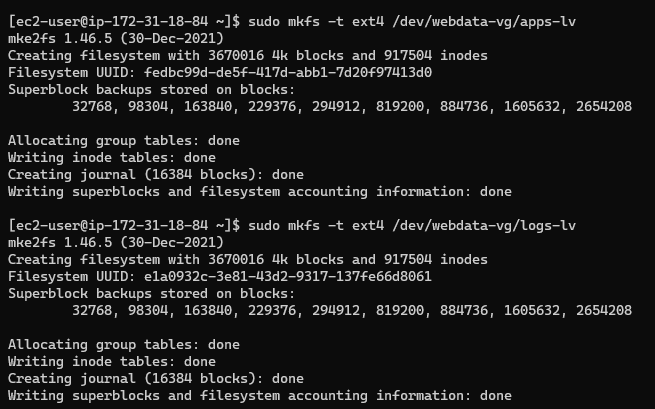 [ec2-user@ip-172-31-18-84 ~]$ sudo mkfs -t ext4 /dev/webdata-vg/apps-lv
mke2fs 1.46.5 (30-Dec-2021)
Creating filesystem with 3670016 4k blocks and 917504 inodes
Filesystem UUID: fedbc99d-de5f-417d-abb1-7d20f97413d0
Superblock backups stored on blocks:
        32768, 98304, 163840, 229376, 294912, 819200, 884736, 1605632, 2654208

Allocating group tables: done
Writing inode tables: done
Creating journal (16384 blocks): done
Writing superblocks and filesystem accounting information: done

[ec2-user@ip-172-31-18-84 ~]$ sudo mkfs -t ext4 /dev/webdata-vg/logs-lv
mke2fs 1.46.5 (30-Dec-2021)
Creating filesystem with 3670016 4k blocks and 917504 inodes
Filesystem UUID: e1a0932c-3e81-43d2-9317-137fe66d8061
Superblock backups stored on blocks:
        32768, 98304, 163840, 229376, 294912, 819200, 884736, 1605632, 2654208

Allocating group tables: done
Writing inode tables: done
Creating journal (16384 blocks): done
Writing superblocks and filesystem accounting information: done